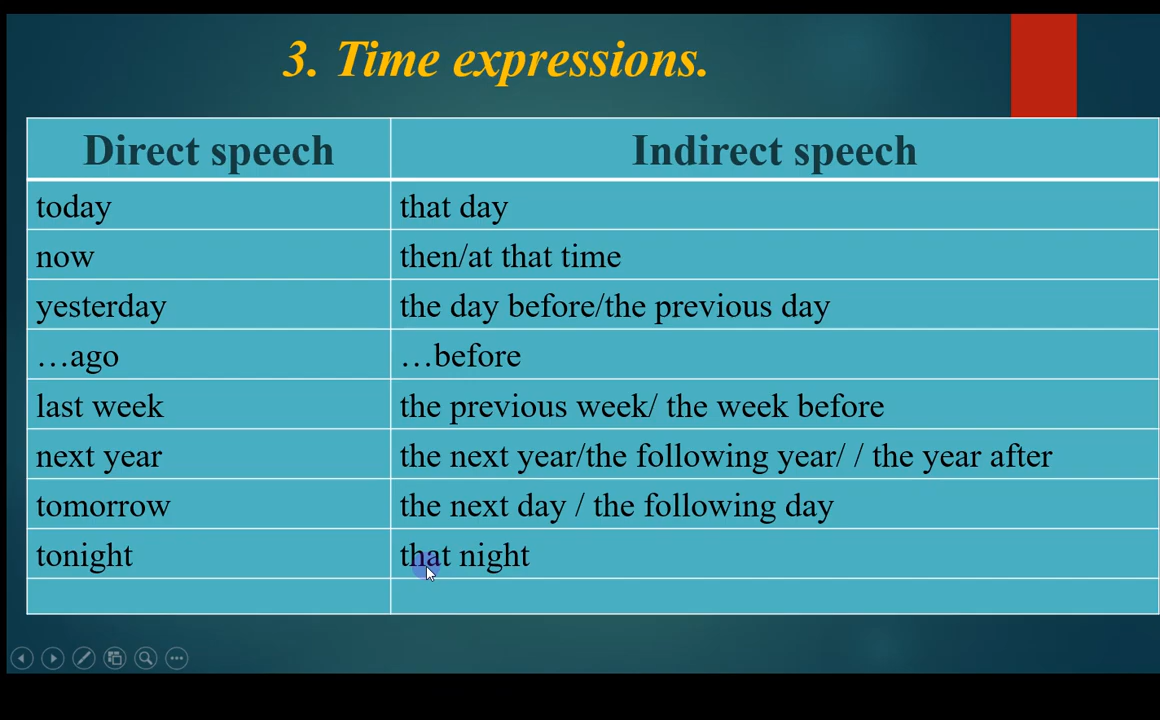 3. Time expressions.
Direct speech Indirect speech
today that day
now then/at that time
yesterday the day before/the previous day
…ago …before
last week the previous week/ the week before
next year the next year/the following year/ / the year after
tomorrow the next day / the following day
tonight that night